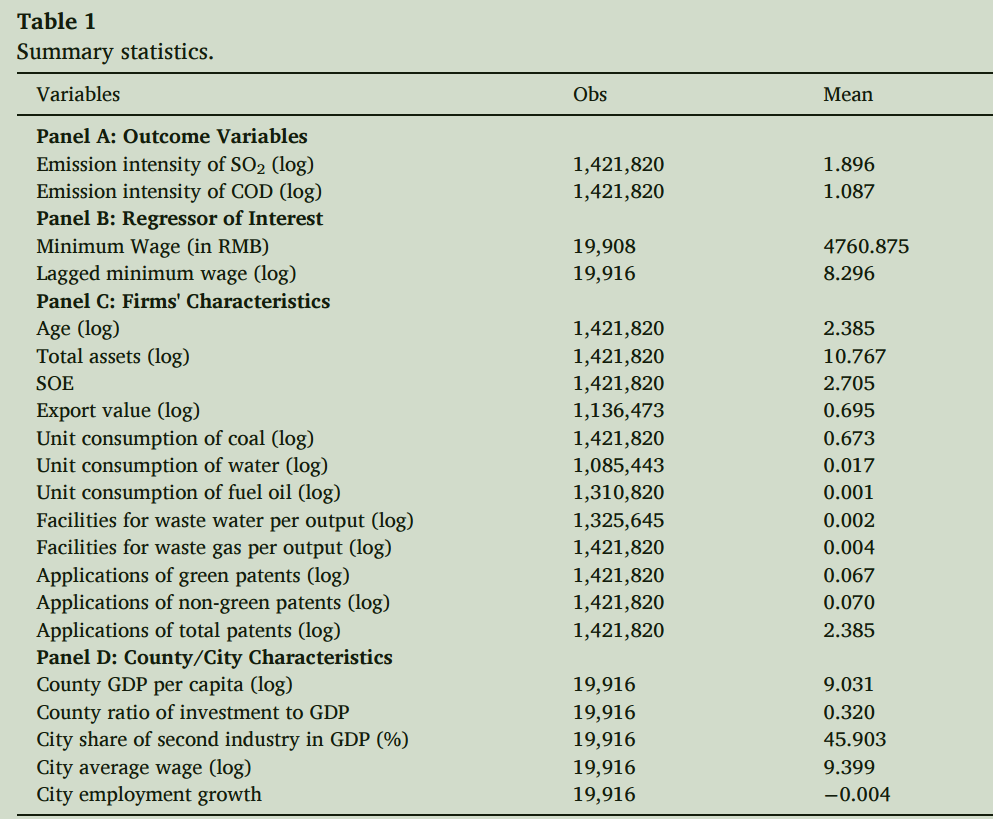 Table 1
Summary statistics.
Variables Obs Mean
Panel A: Outcome Variables
Emission intensity of SO₂ (log) 1,421,820 1.896
Emission intensity of COD (log) 1,421,820 1.087
Panel B: Regressor of Interest
Minimum Wage (in RMB) 19,908 4760.875
Lagged minimum wage (log) 19,916 8.296
Panel C: Firms' Characteristics
Age (log) 1,421,820 2.385
Total assets (log) 1,421,820 10.767
SOE 1,421,820 2.705
Export value (log) 1,136,473 0.695
Unit consumption of coal (log) 1,421,820 0.673
Unit consumption of water (log) 1,085,443 0.017
Unit consumption of fuel oil (log) 1,310,820 0.001
Facilities for waste water per output (log) 1,325,645 0.002
Facilities for waste gas per output (log) 1,421,820 0.004
Applications of green patents (log) 1,421,820 0.067
Applications of non-green patents (log) 1,421,820 0.070
Applications of total patents (log) 1,421,820 2.385
Panel D: County/City Characteristics
County GDP per capita (log) 19,916 9.031
County ratio of investment to GDP 19,916 0.320
City share of second industry in GDP (%) 19,916 45.903
City average wage (log) 19,916 9.399
City employment growth 19,916 −0.004